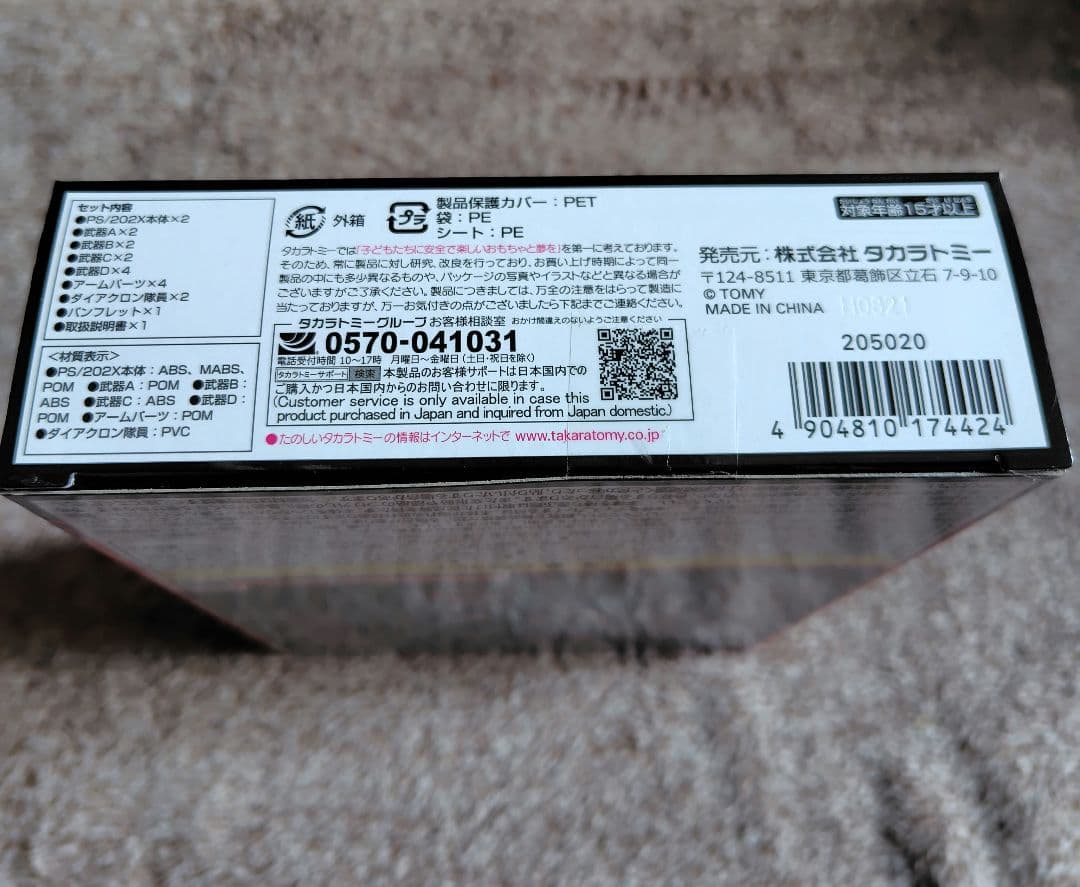 セット内容
●PS/202X本体×2
●武器A×2
●武器B×2
●武器C×2
●武器D×4
●アームパーツ×4
●ダイアクロン隊員×2
●パンフレット×1
●取扱説明書×1
＜材質表示＞
●PS/202X本体：ABS、MABS、
POM ●武器A：POM ●武器B：
ABS ●武器C：ABS ●武器D：
POM ●アームパーツ：POM
●ダイアクロン隊員：PVC
紙 外箱
プラ
製品保護カバー：PET
袋：PE
シート：PE
タカラトミーでは「子どもたちに安全で楽しいおもちゃと夢を」を第一に考えております。
そのため、常に製品に対し研究、改良を行っており、お買い上げ時期によって同一
製品の中にも多少異なるものや、パッケージの写真やイラストなどと異なる場合が
ございますがご了承ください。製品につきましては、万全の注意をはらって製造に
当たっておりますが、万一お気付きの点がございましたら下記までご連絡ください。
タカラトミーグループお客様相談室 おかけ間違えのないようご注意ください
0570-041031
電話受付時間 10～17時 月曜日～金曜日（土・祝日を除く）
タカラトミーサポート 検索 本製品のお客様サポートは日本国内での
ご購入かつ日本国内からのお問い合わせに限ります。
(Customer service is only available in case this
product purchased in Japan and inquired from Japan domestic.)
●たのしいタカラトミーの情報はインターネットで www.takaratomy.co.jp
対象年齢15才以上
発売元：株式会社 タカラトミー
〒124-8511 東京都葛飾区立石 7-9-10
© TOMY
MADE IN CHINA
205020
4 904810 174424